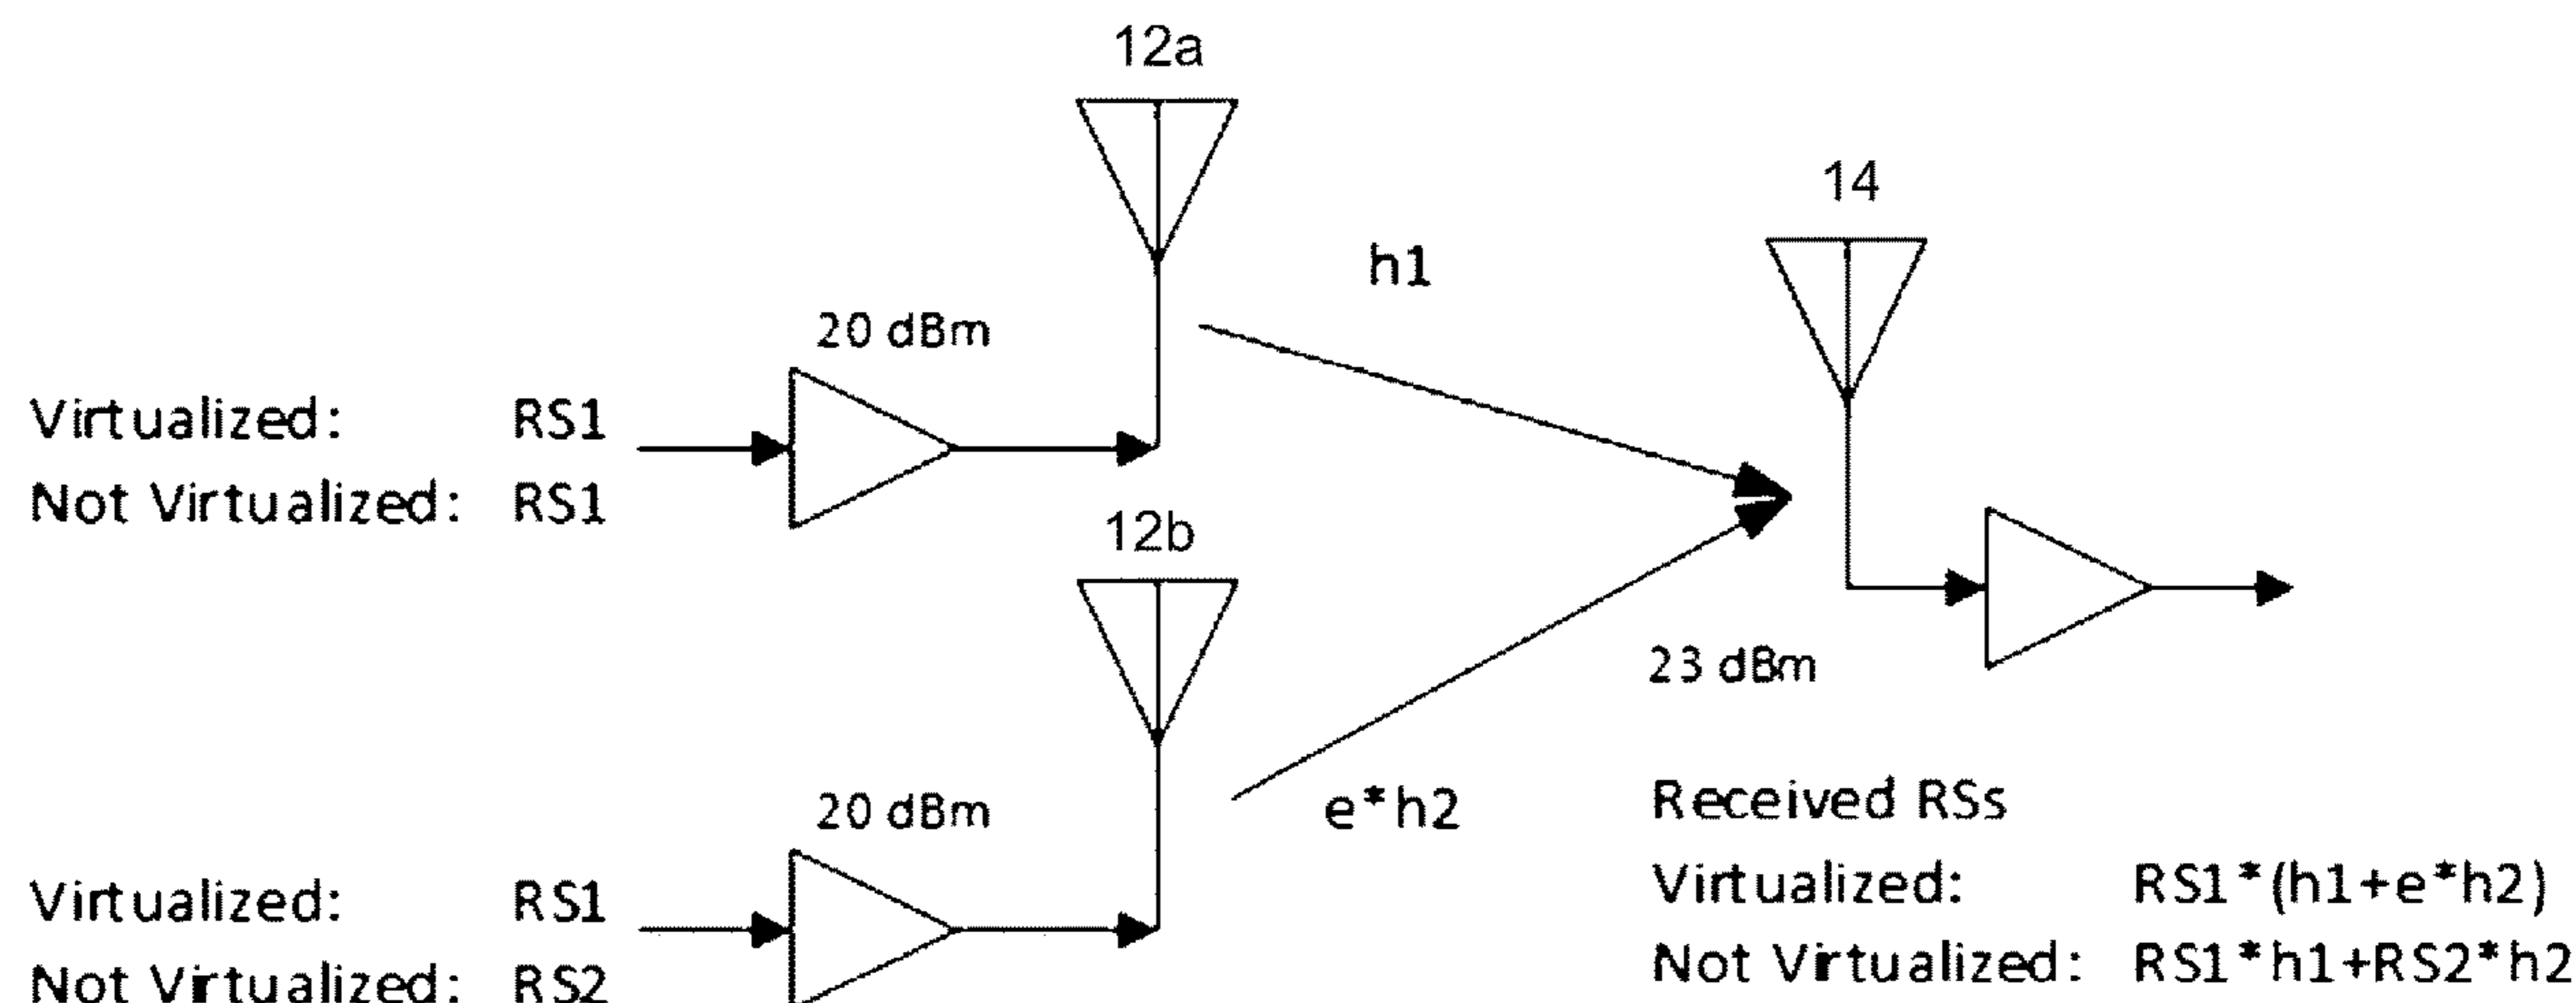 12a
14
h1
20 dBm
Virtualized: RS1
Not Virtualized: RS1
12b
23 dBm
20 dBm
e*h2
Received RSs
Virtualized: RS1*(h1+e*h2)
Virtualized: RS1
Not Virtualized: RS1*h1+RS2*h2
Not Virtualized: RS2